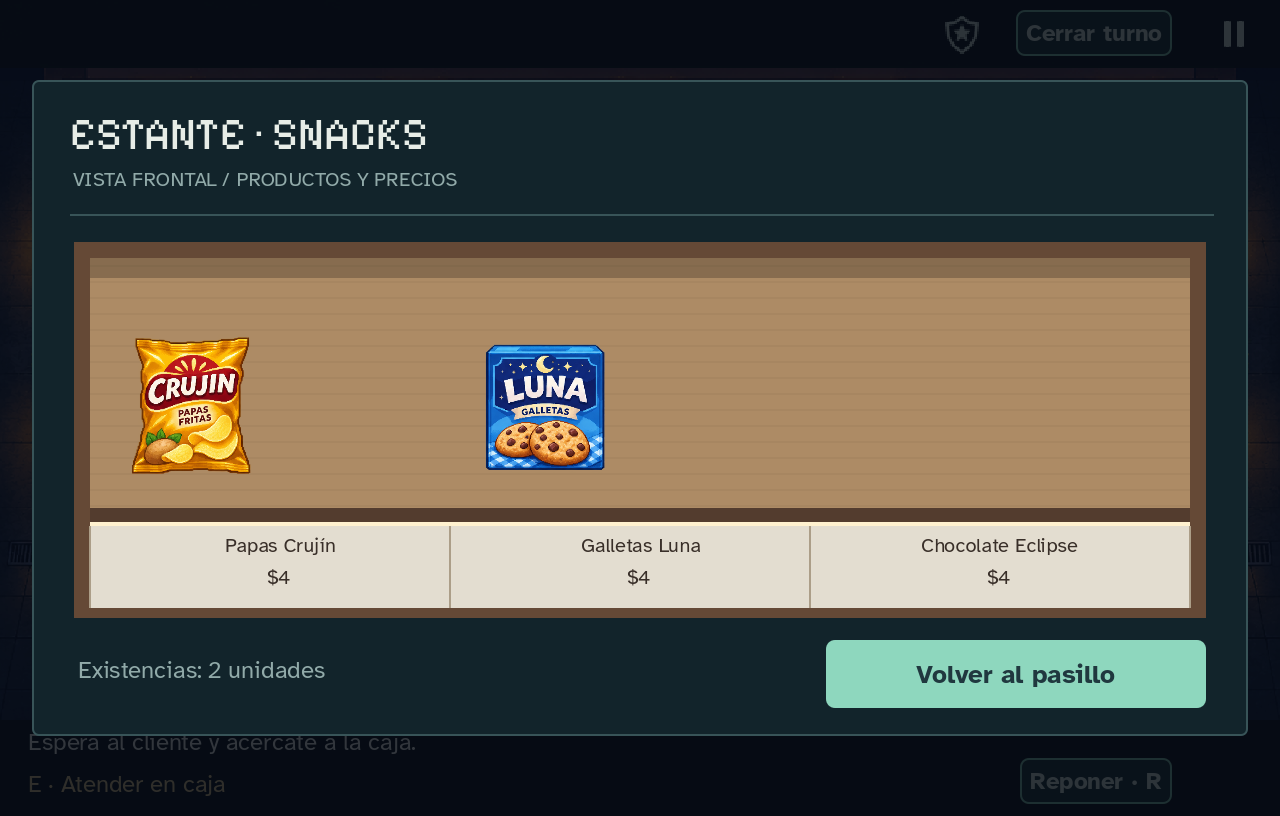 Cerrar turno
ESTANTE · SNACKS
VISTA FRONTAL / PRODUCTOS Y PRECIOS
CRUJIN
PAPAS
FRITAS
LUNA
GALLETAS
Papas Crujín
$4
Galletas Luna
$4
Chocolate Eclipse
$4
Existencias: 2 unidades
Volver al pasillo
Espera al cliente y acércate a la caja.
E · Atender en caja
Reponer · R